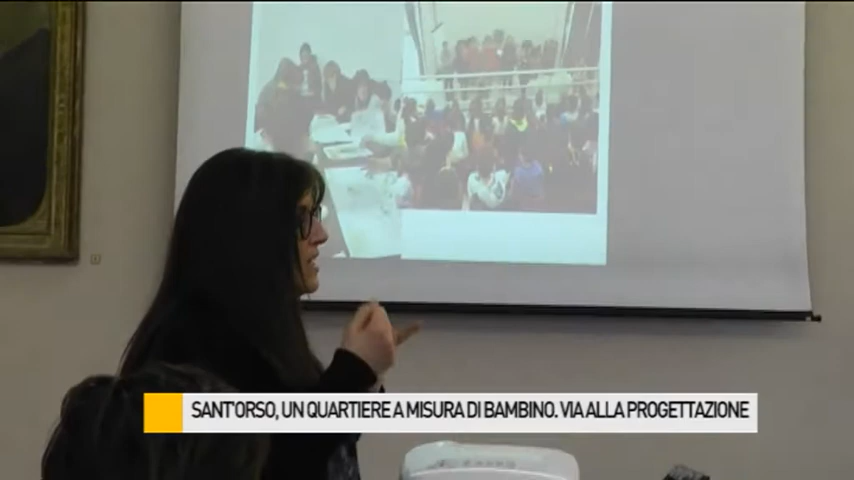 SANT'ORSO, UN QUARTIERE A MISURA DI BAMBINO. VIA ALLA PROGETTAZIONE